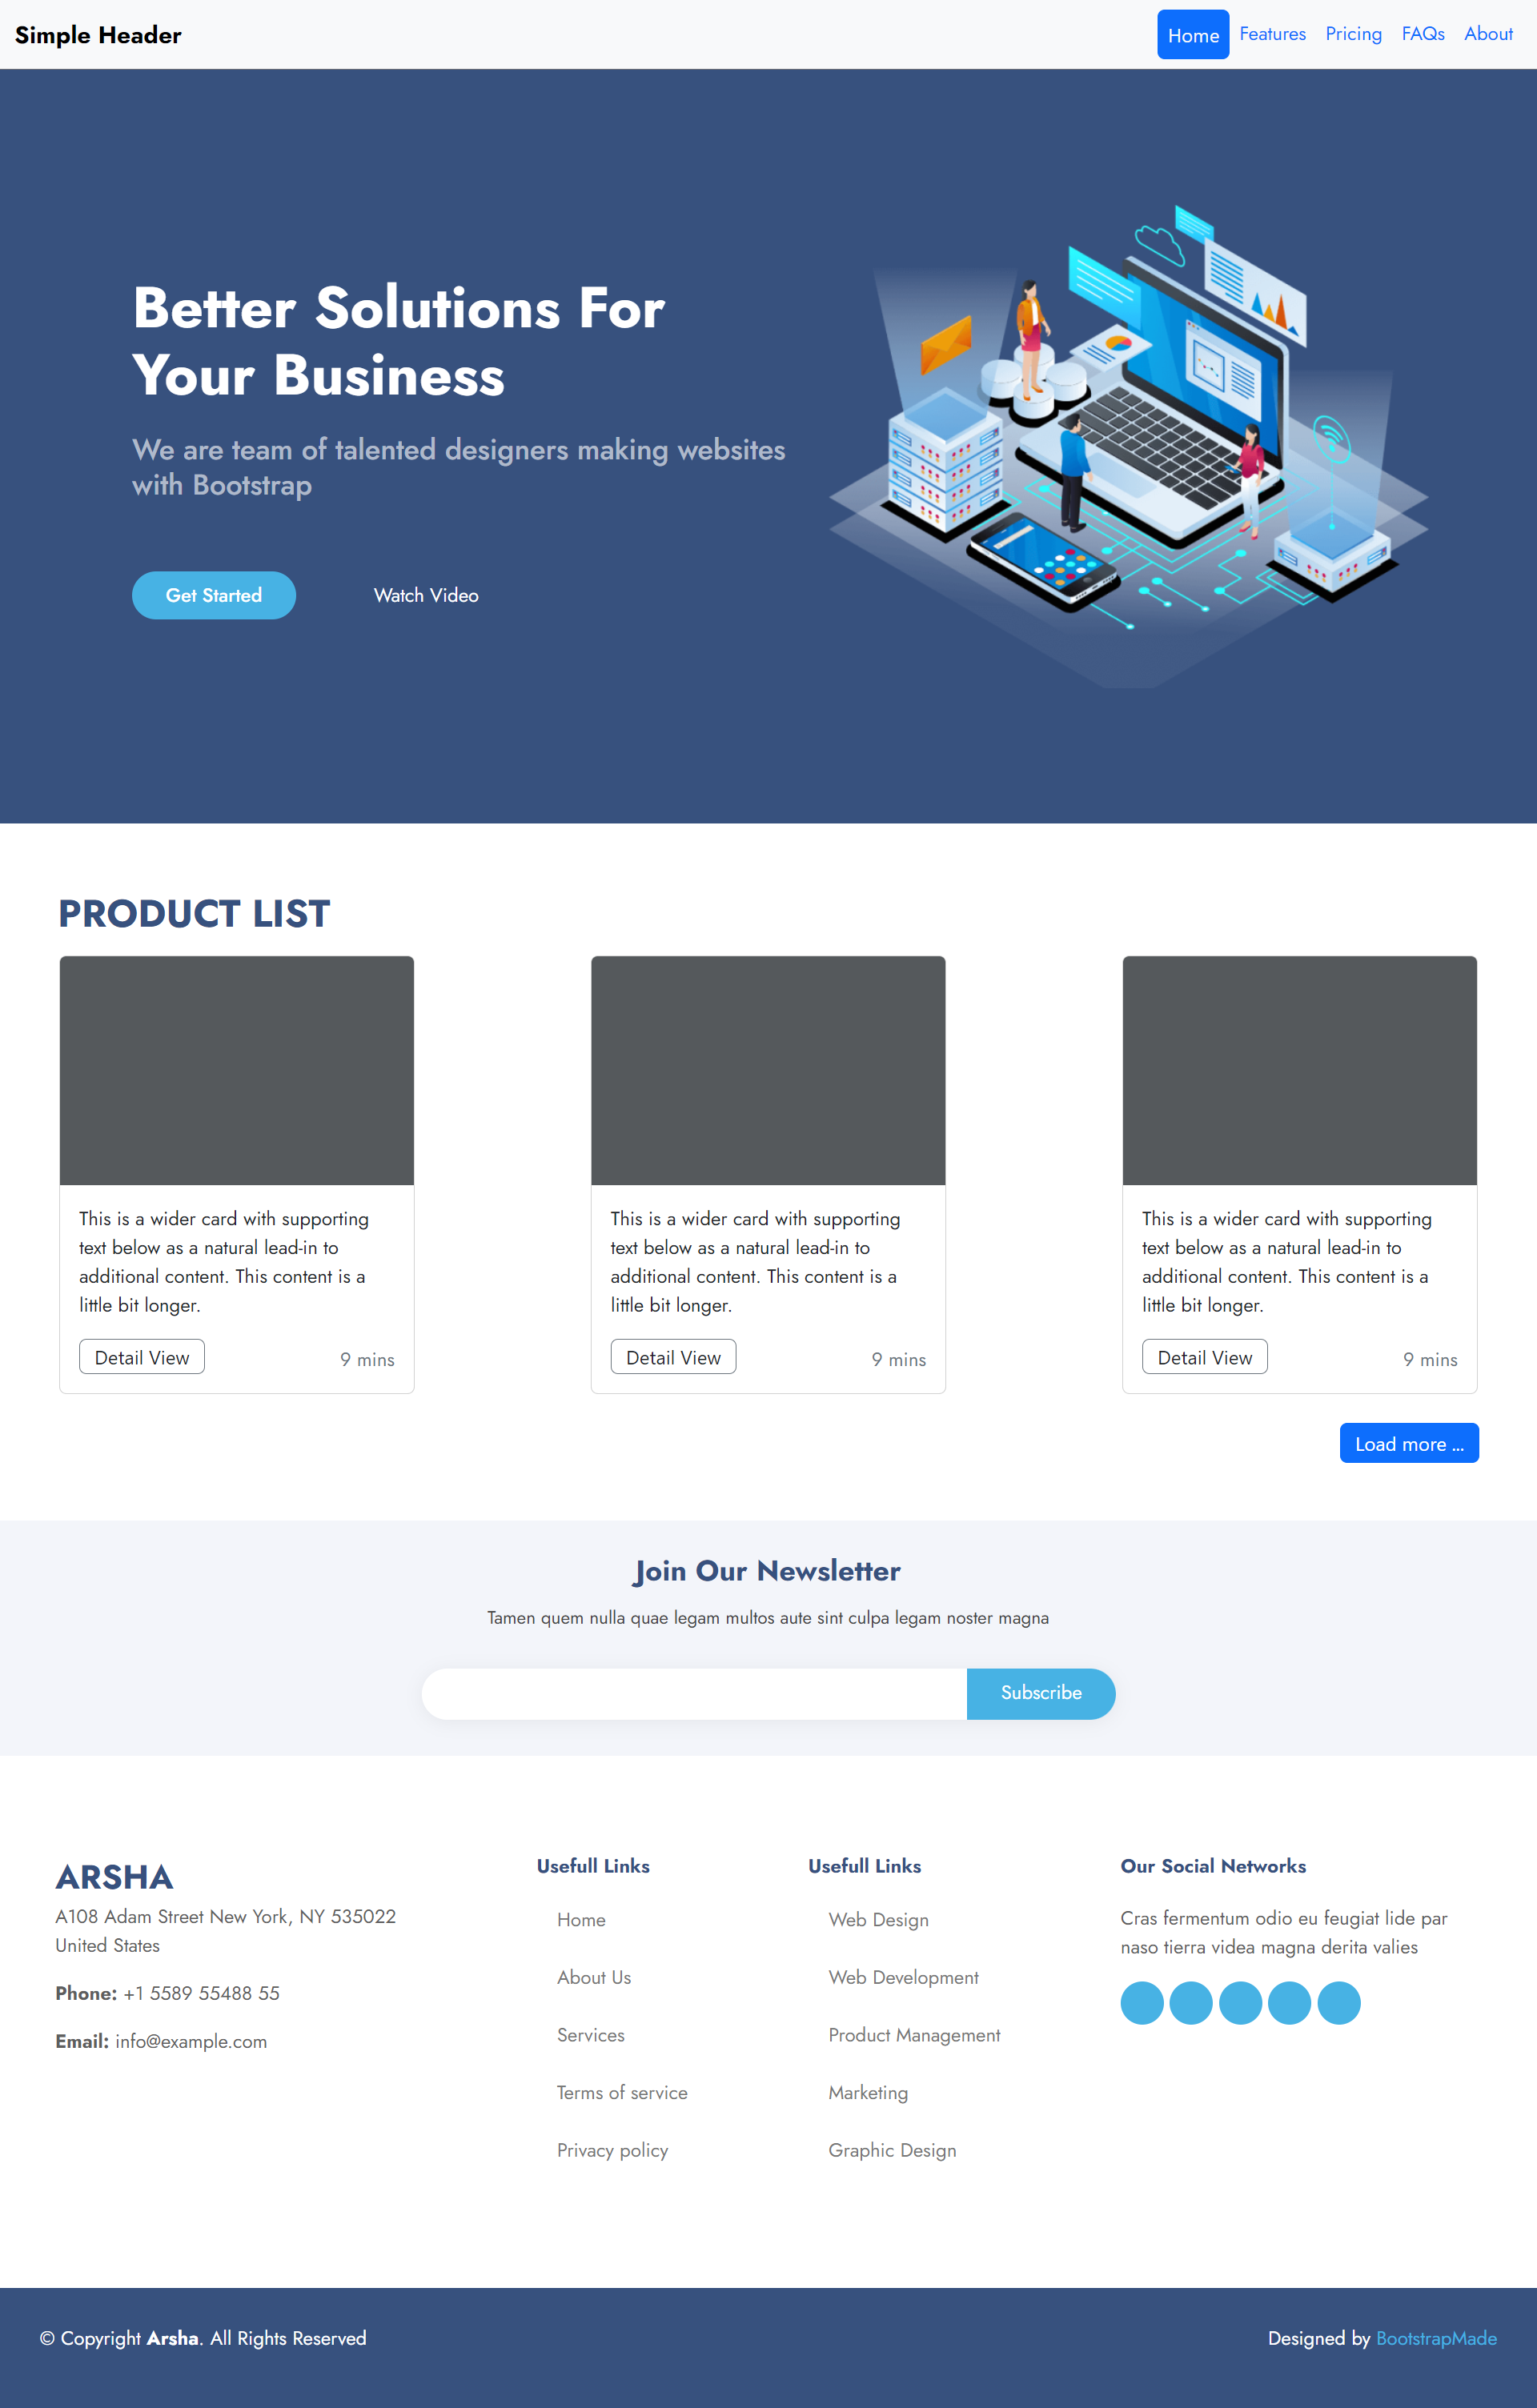 Simple Header
Home
Features
Pricing
FAQs
About
Better Solutions For
Your Business
We are team of talented designers making websites
with Bootstrap
Get Started
Watch Video
PRODUCT LIST
This is a wider card with supporting
text below as a natural lead-in to
additional content. This content is a
little bit longer.
Detail View
9 mins
This is a wider card with supporting
text below as a natural lead-in to
additional content. This content is a
little bit longer.
Detail View
9 mins
This is a wider card with supporting
text below as a natural lead-in to
additional content. This content is a
little bit longer.
Detail View
9 mins
Load more ...
Join Our Newsletter
Tamen quem nulla quae legam multos aute sint culpa legam noster magna
Subscribe
ARSHA
A108 Adam Street New York, NY 535022
United States
Phone: +1 5589 55488 55
Email: info@example.com
Usefull Links
Home
About Us
Services
Terms of service
Privacy policy
Usefull Links
Web Design
Web Development
Product Management
Marketing
Graphic Design
Our Social Networks
Cras fermentum odio eu feugiat lide par
naso tierra videa magna derita valies
© Copyright Arsha. All Rights Reserved
Designed by BootstrapMade